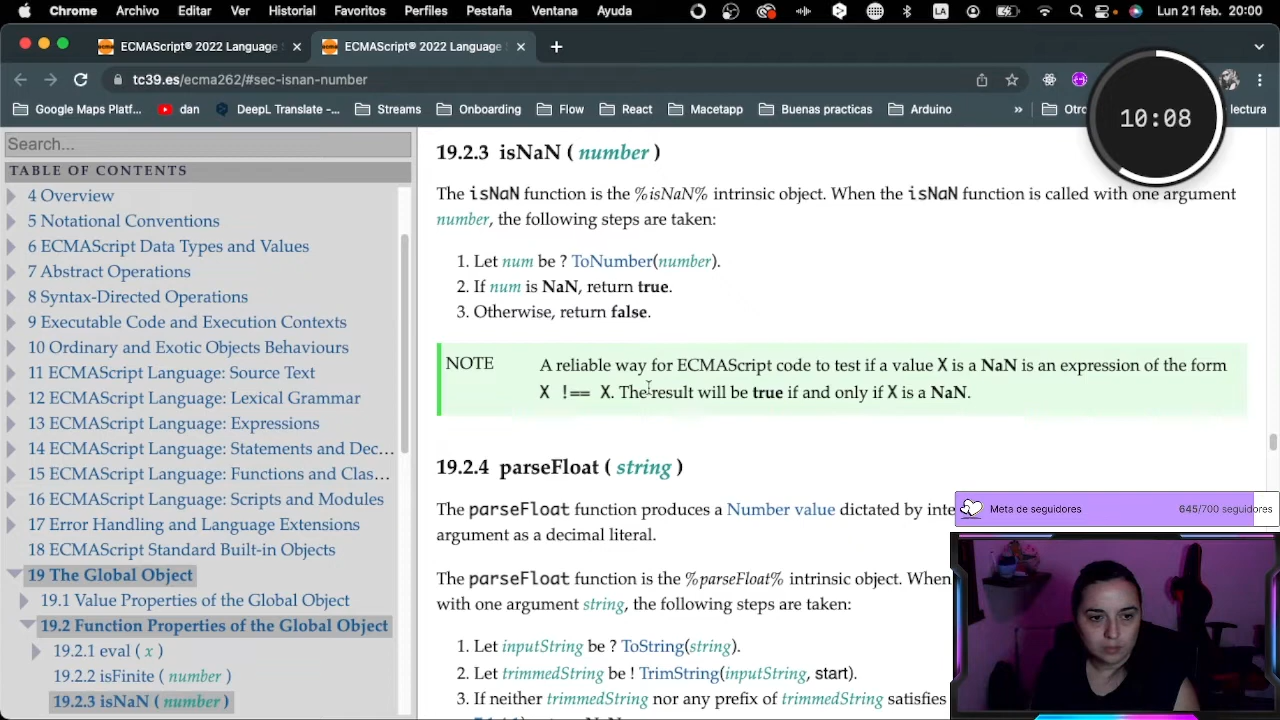 Archivo Editar Ver Historial Favoritos Perfiles Pestaña Ventana Ayuda LA Lun 21 feb. 20:00
ECMAScript® 2022 Language ECMAScript® 2022 Language
tc39.es/ecma262/#sec-isnan-number
Google Maps Platf... dan DeepL Translate -... Streams Onboarding Flow React Macetapp Buenas practicas Arduino » Otro lectura
10:08
Search...
TABLE OF CONTENTS
4 Overview
5 Notational Conventions
6 ECMAScript Data Types and Values
7 Abstract Operations
8 Syntax-Directed Operations
9 Executable Code and Execution Contexts
10 Ordinary and Exotic Objects Behaviours
11 ECMAScript Language: Source Text
12 ECMAScript Language: Lexical Grammar
13 ECMAScript Language: Expressions
14 ECMAScript Language: Statements and Dec...
15 ECMAScript Language: Functions and Clas...
16 ECMAScript Language: Scripts and Modules
17 Error Handling and Language Extensions
18 ECMAScript Standard Built-in Objects
19 The Global Object
19.1 Value Properties of the Global Object
19.2 Function Properties of the Global Object
19.2.1 eval ( x )
19.2.2 isFinite ( number )
19.2.3 isNaN ( number )
19.2.3 isNaN ( number )
The isNaN function is the %isNaN% intrinsic object. When the isNaN function is called with one argument
number, the following steps are taken:
1. Let num be ? ToNumber(number).
2. If num is NaN, return true.
3. Otherwise, return false.
NOTE A reliable way for ECMAScript code to test if a value X is a NaN is an expression of the form
X !== X. The result will be true if and only if X is a NaN.
19.2.4 parseFloat ( string )
The parseFloat function produces a Number value dictated by inte
argument as a decimal literal.
The parseFloat function is the %parseFloat% intrinsic object. When
with one argument string, the following steps are taken:
1. Let inputString be ? ToString(string).
2. Let trimmedString be ! TrimString(inputString, start).
3. If neither trimmedString nor any prefix of trimmedString satisfies
Meta de seguidores 645/700 seguidores